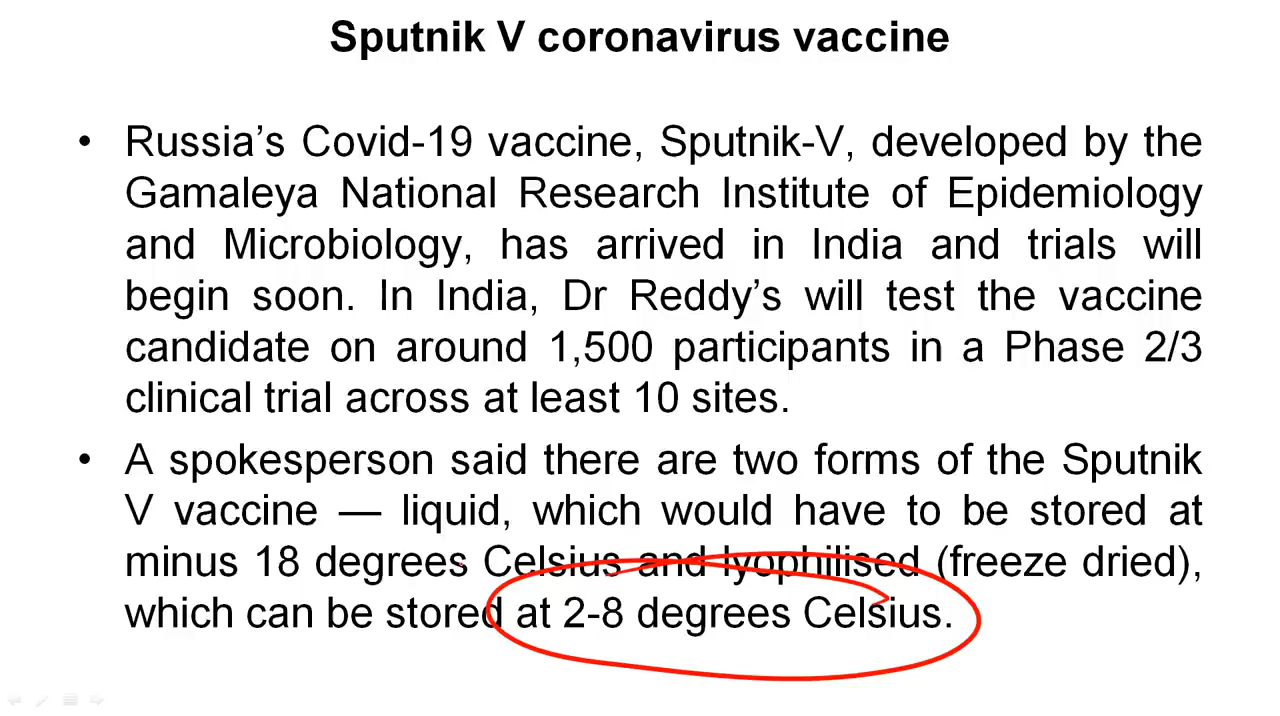 Sputnik V coronavirus vaccine
• Russia’s Covid-19 vaccine, Sputnik-V, developed by the
Gamaleya National Research Institute of Epidemiology
and Microbiology, has arrived in India and trials will
begin soon. In India, Dr Reddy’s will test the vaccine
candidate on around 1,500 participants in a Phase 2/3
clinical trial across at least 10 sites.
• A spokesperson said there are two forms of the Sputnik
V vaccine — liquid, which would have to be stored at
minus 18 degrees Celsius and lyophilised (freeze dried),
which can be stored at 2-8 degrees Celsius.